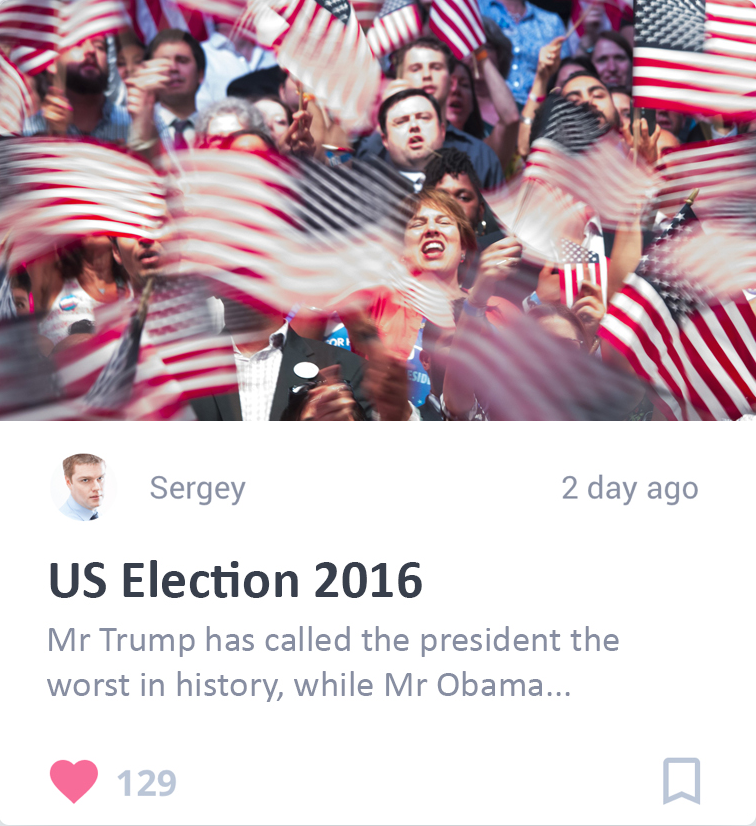 Sergey
2 day ago
US Election 2016
Mr Trump has called the president the
worst in history, while Mr Obama...
129